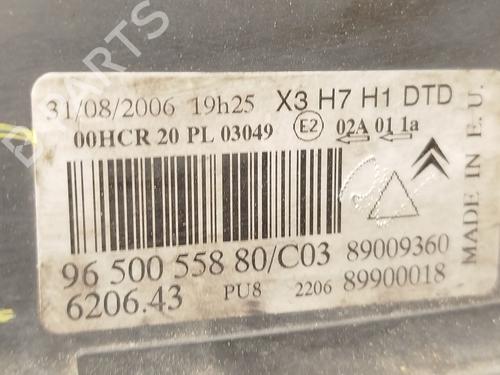 31/08/2006 19h25 X3 H7 H1 DTD
00HCR 20 PL 03049 E2 02A 01 1a
MADE IN E.U.
96 500 558 80/C03 89009360
6206.43 PU8 2206 89900018
B-PARTS